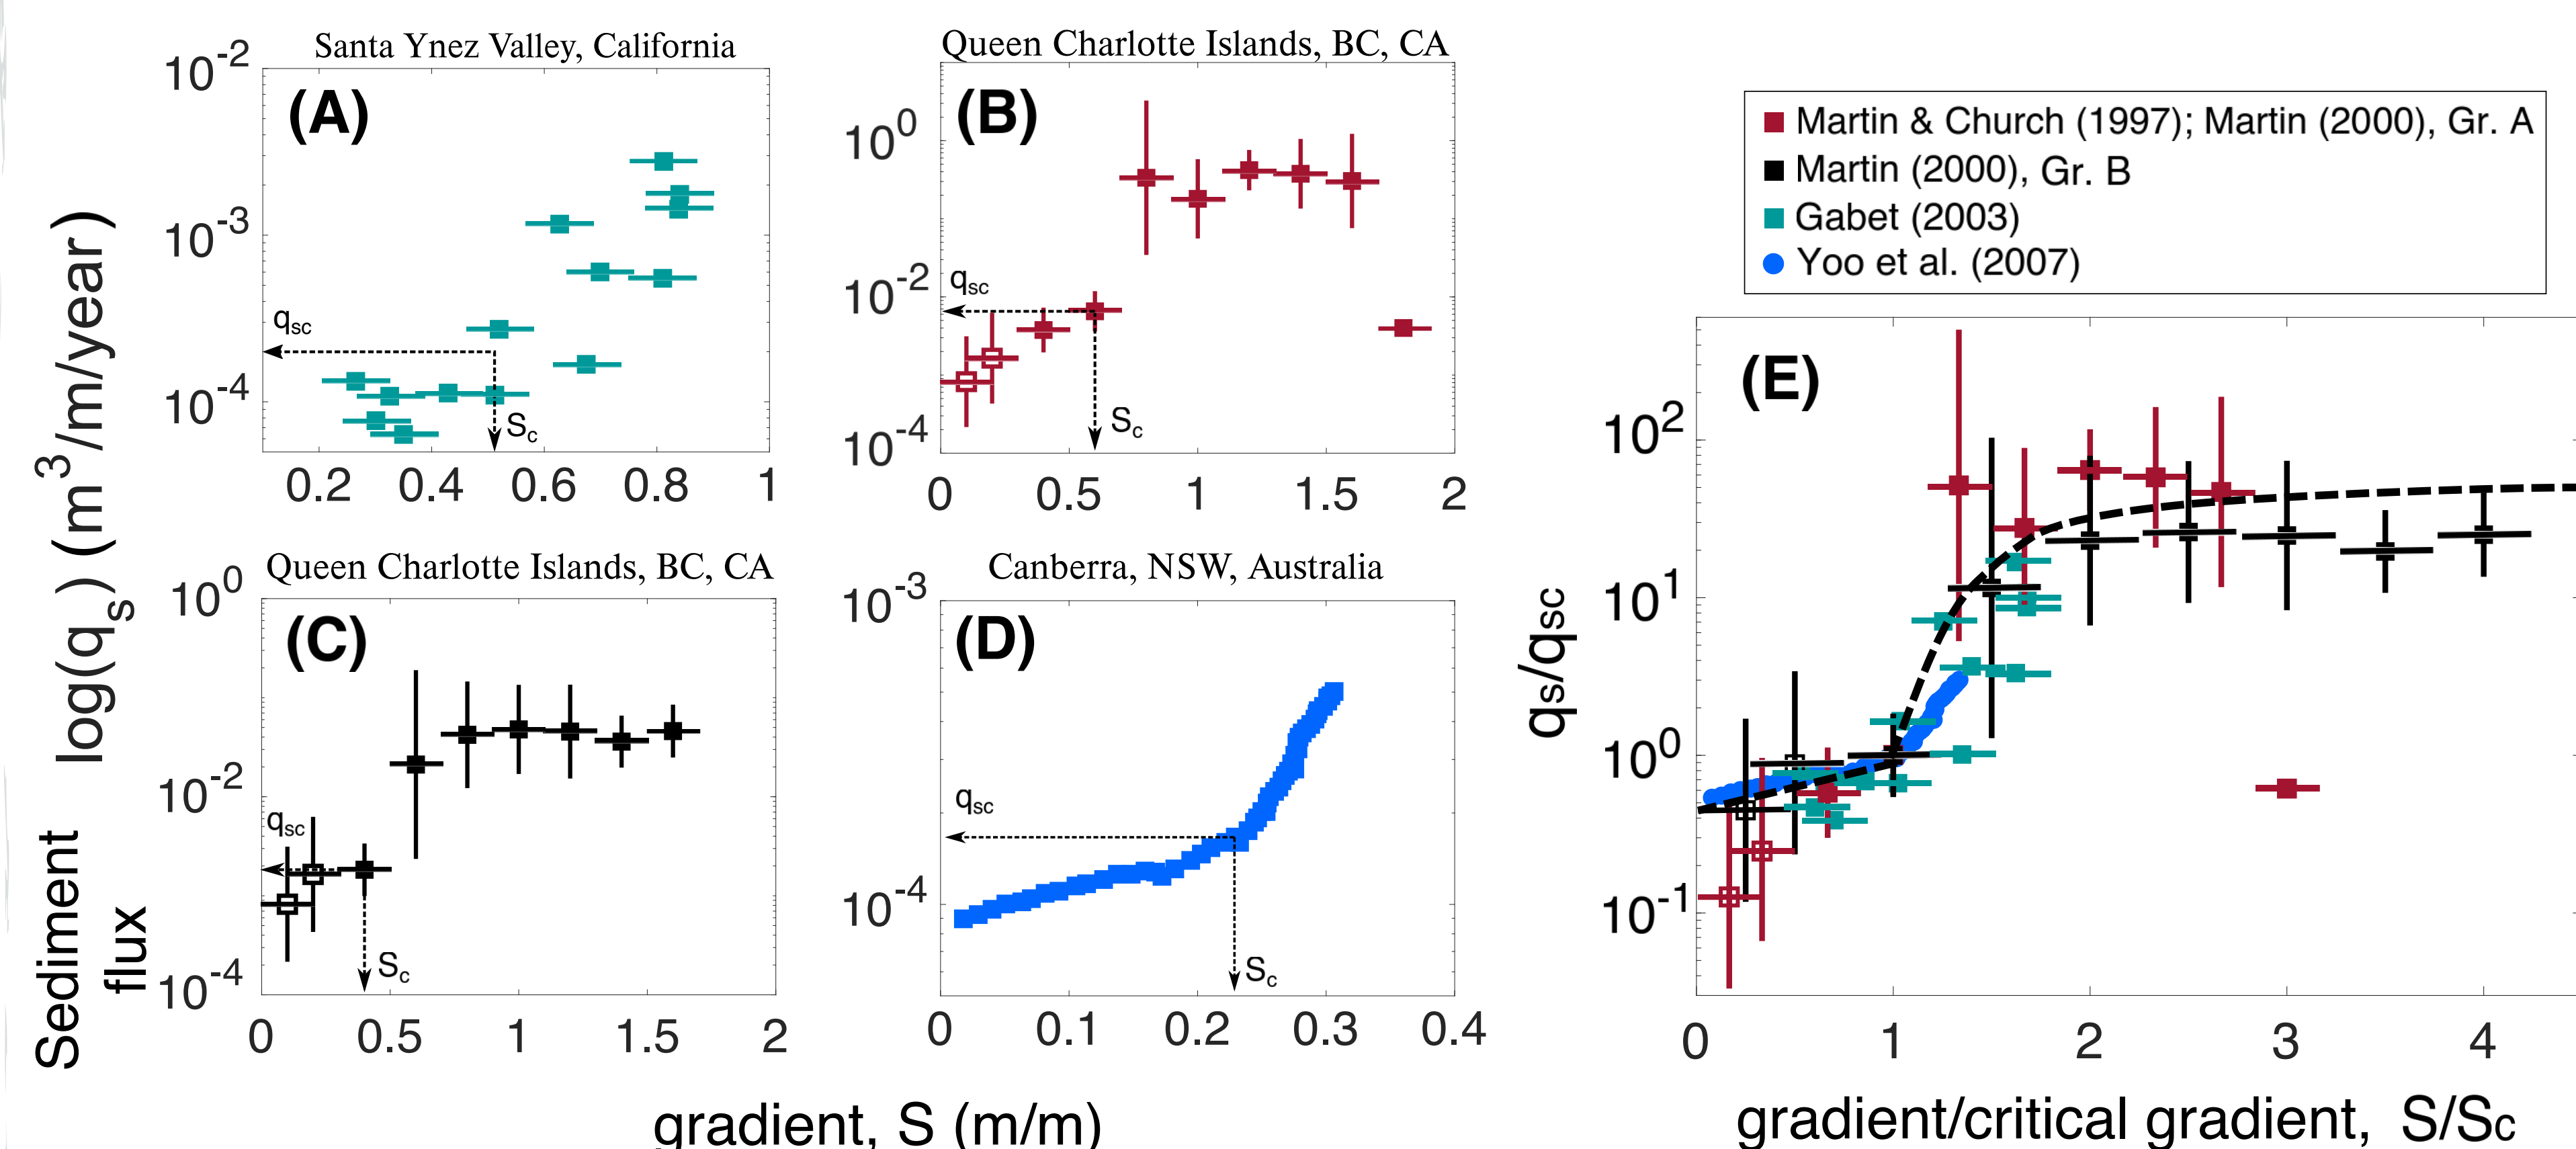 Sediment flux log(qs) (m3/m/year)
Santa Ynez Valley, California
(A)
10-2
10-3
10-4
qsc
Sc
0.2 0.4 0.6 0.8 1
Queen Charlotte Islands, BC, CA
(B)
100
10-2
10-4
qsc
Sc
0 0.5 1 1.5 2
Queen Charlotte Islands, BC, CA
(C)
100
10-2
10-4
qsc
Sc
0 0.5 1 1.5 2
Canberra, NSW, Australia
(D)
10-3
10-4
qsc
Sc
0 0.1 0.2 0.3 0.4
gradient, S (m/m)
Martin & Church (1997); Martin (2000), Gr. A
Martin (2000), Gr. B
Gabet (2003)
Yoo et al. (2007)
(E)
qs/qsc
102
101
100
10-1
0 1 2 3 4
gradient/critical gradient, S/Sc